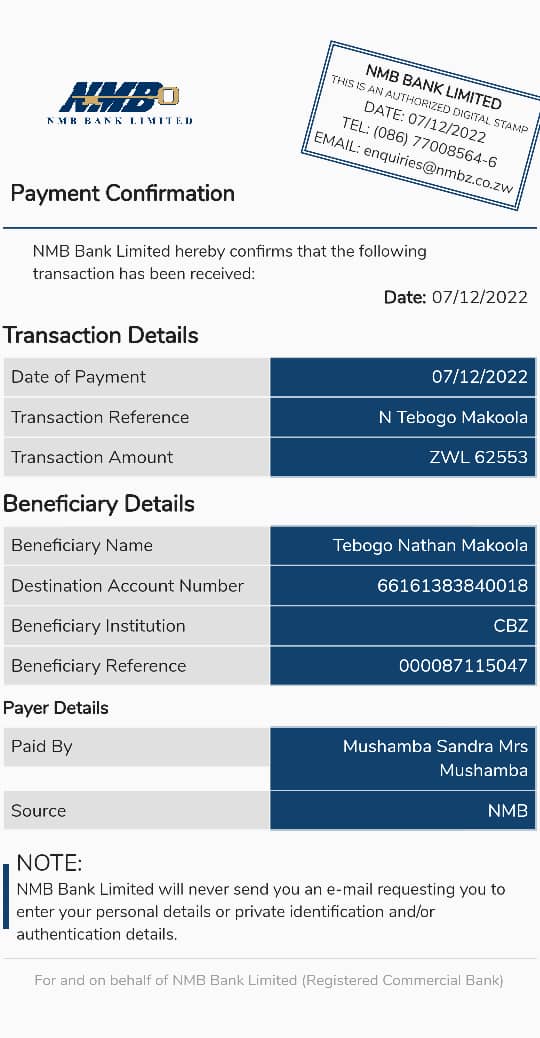 NMB
NMB BANK LIMITED
NMB BANK LIMITED
THIS IS AN AUTHORIZED DIGITAL STAMP
DATE: 07/12/2022
TEL: (086) 77008564-6
EMAIL: enquiries@nmbz.co.zw
Payment Confirmation
NMB Bank Limited hereby confirms that the following
transaction has been received:
Date: 07/12/2022
Transaction Details
Date of Payment 07/12/2022
Transaction Reference N Tebogo Makoola
Transaction Amount ZWL 62553
Beneficiary Details
Beneficiary Name Tebogo Nathan Makoola
Destination Account Number 66161383840018
Beneficiary Institution CBZ
Beneficiary Reference 000087115047
Payer Details
Paid By Mushamba Sandra Mrs
Mushamba
Source NMB
NOTE:
NMB Bank Limited will never send you an e-mail requesting you to
enter your personal details or private identification and/or
authentication details.
For and on behalf of NMB Bank Limited (Registered Commercial Bank)